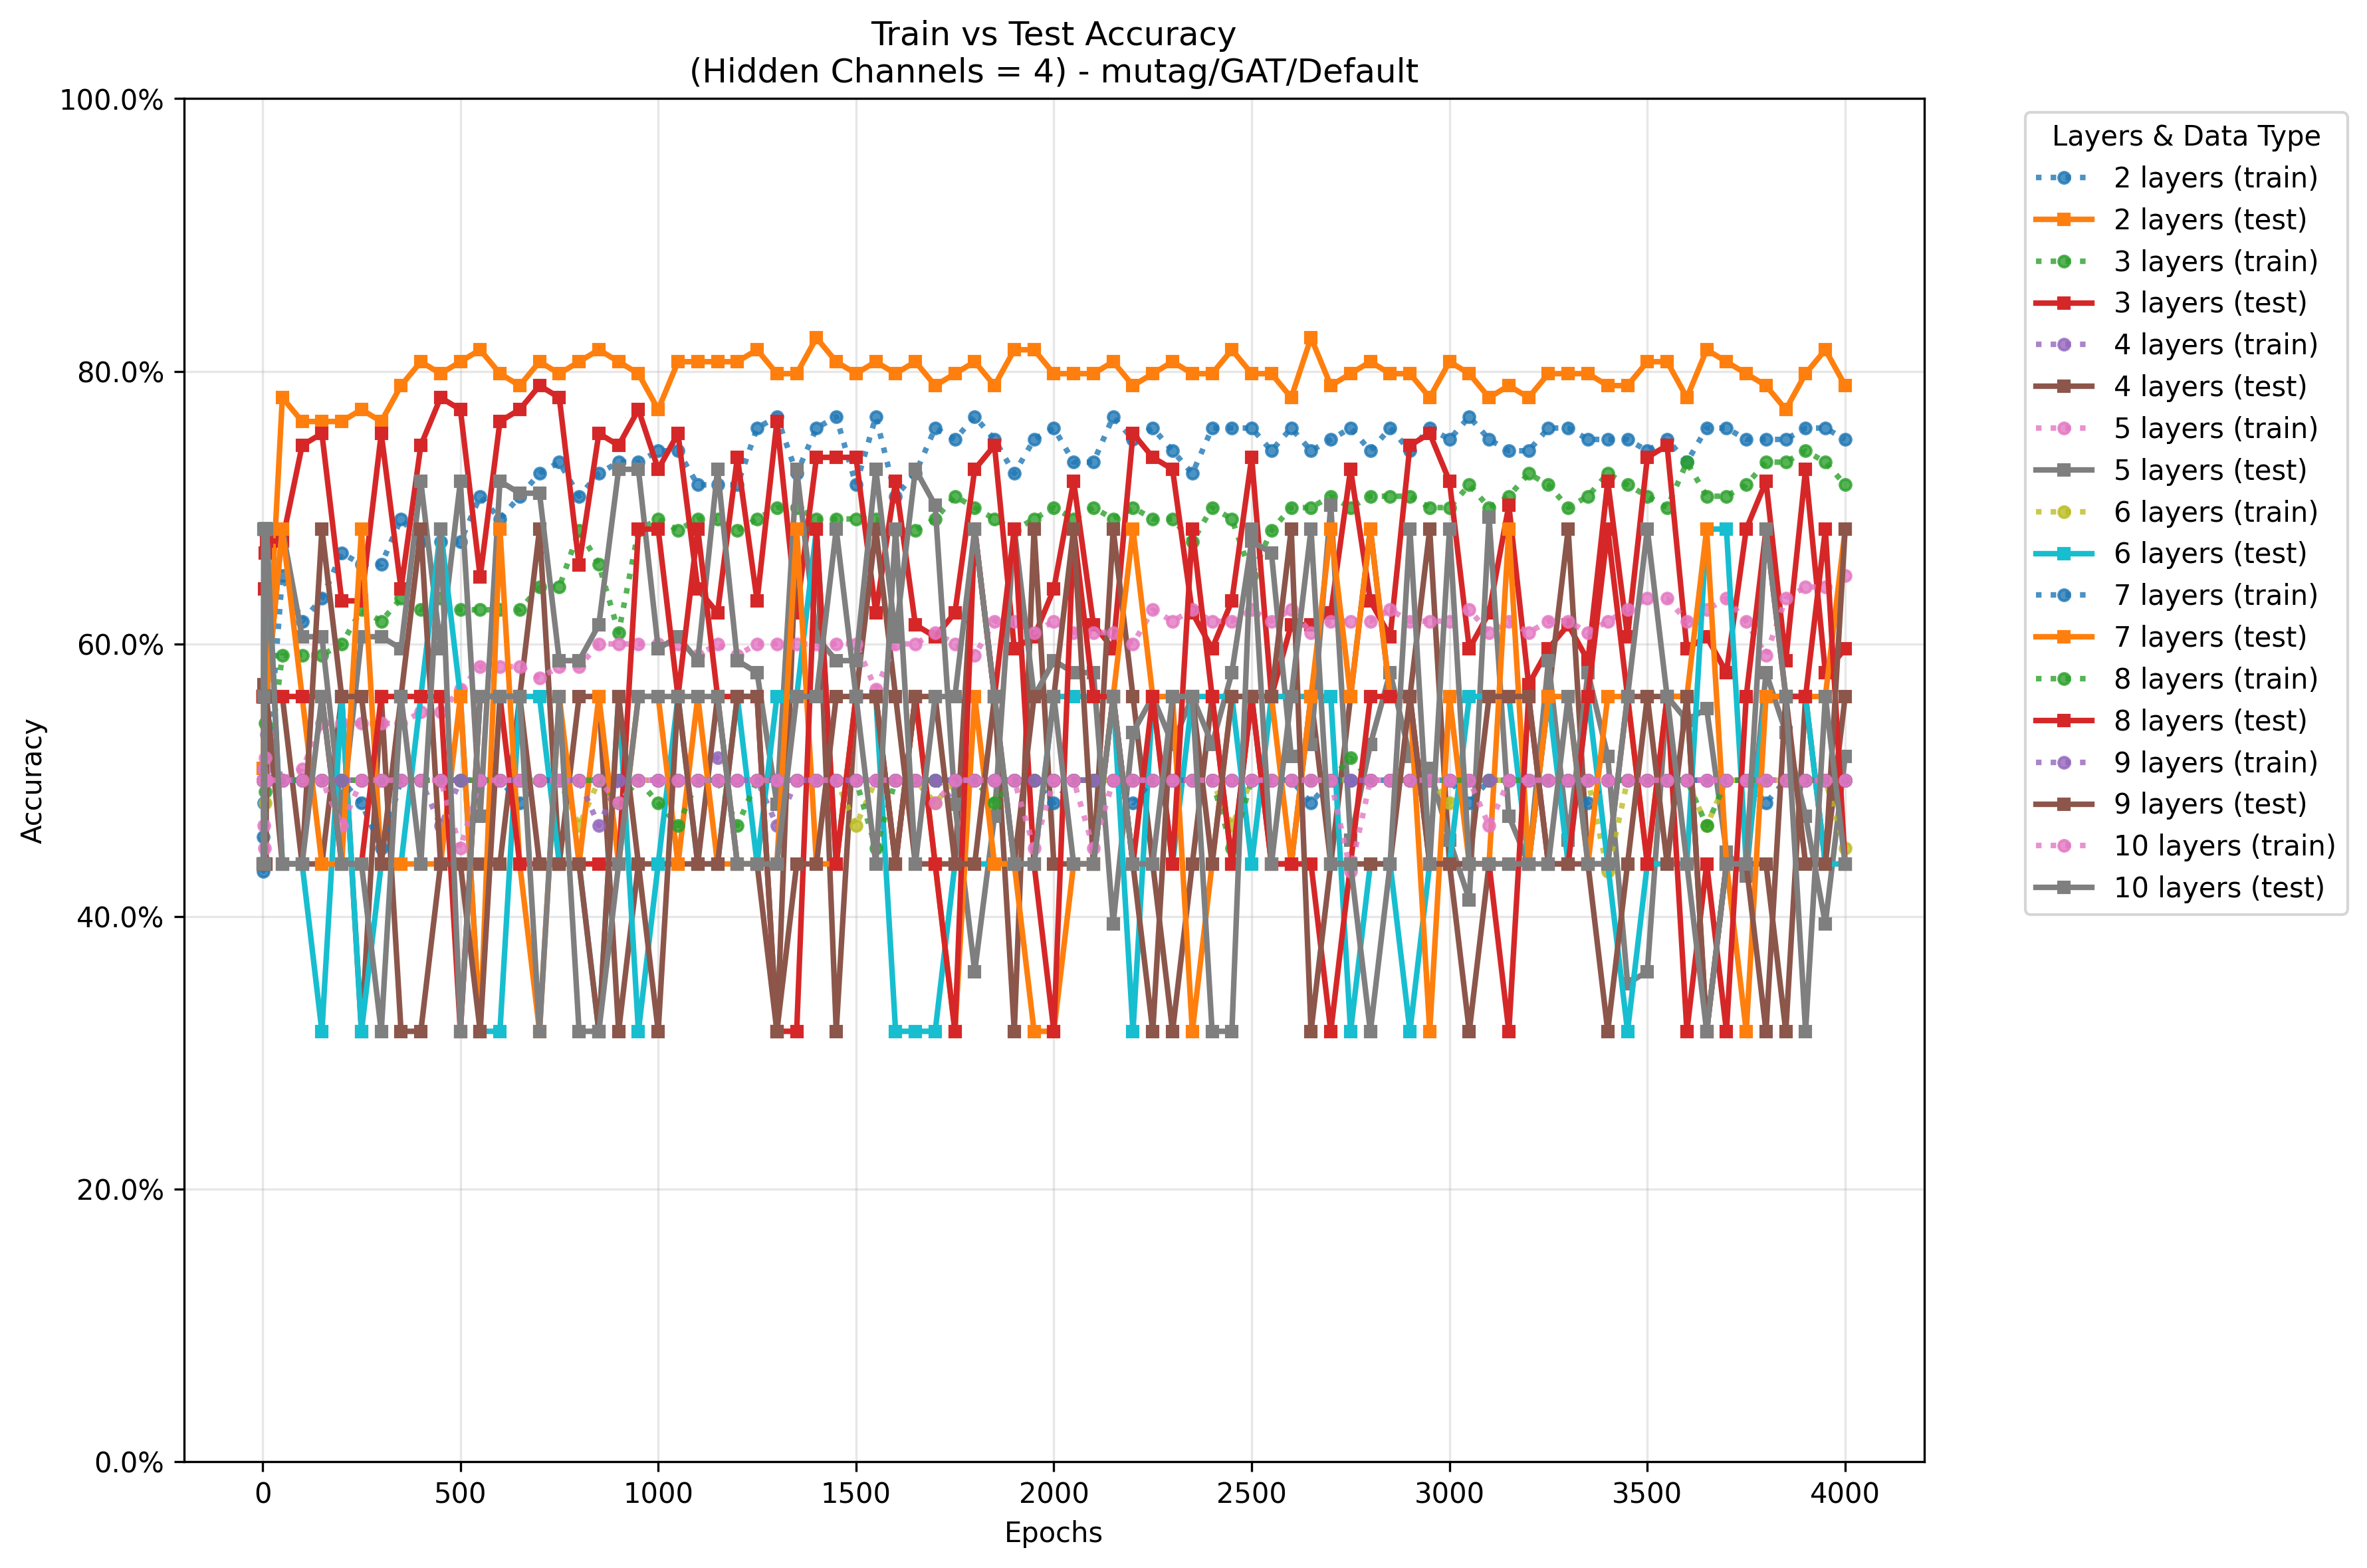 Train vs Test Accuracy
(Hidden Channels = 4) - mutag/GAT/Default
100.0%
80.0%
60.0%
40.0%
20.0%
0.0%
Accuracy
0 500 1000 1500 2000 2500 3000 3500 4000
Epochs
Layers & Data Type
2 layers (train)
2 layers (test)
3 layers (train)
3 layers (test)
4 layers (train)
4 layers (test)
5 layers (train)
5 layers (test)
6 layers (train)
6 layers (test)
7 layers (train)
7 layers (test)
8 layers (train)
8 layers (test)
9 layers (train)
9 layers (test)
10 layers (train)
10 layers (test)